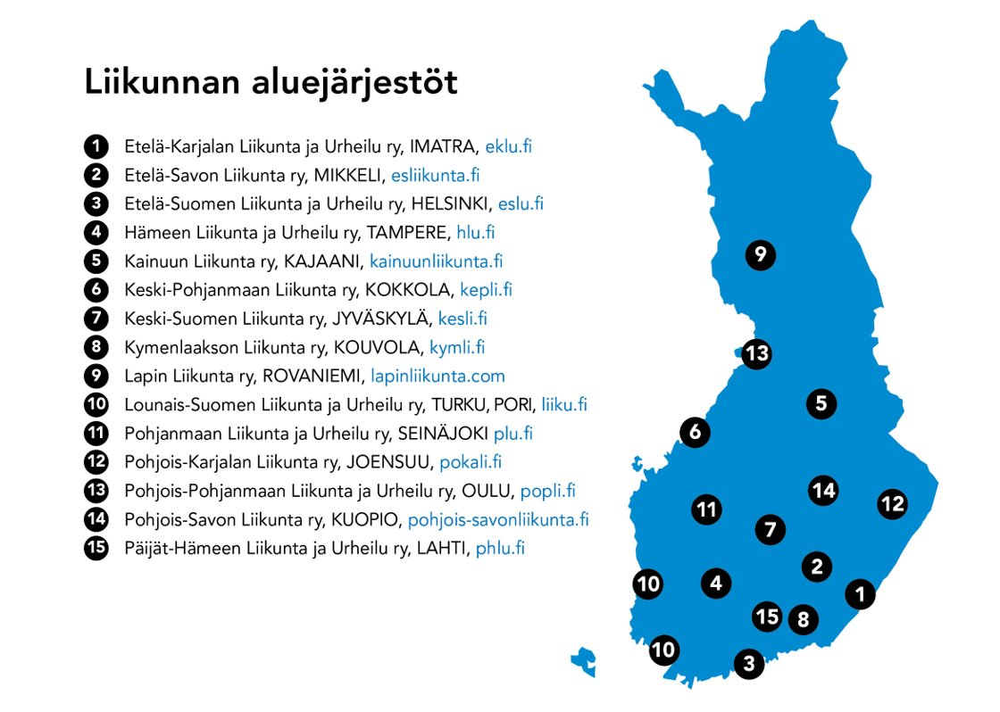 Liikunnan aluejärjestöt
1 Etelä-Karjalan Liikunta ja Urheilu ry, IMATRA, eklu.fi
2 Etelä-Savon Liikunta ry, MIKKELI, esliikunta.fi
3 Etelä-Suomen Liikunta ja Urheilu ry, HELSINKI, eslu.fi
4 Hämeen Liikunta ja Urheilu ry, TAMPERE, hlu.fi
5 Kainuun Liikunta ry, KAJAANI, kainuunliikunta.fi
6 Keski-Pohjanmaan Liikunta ry, KOKKOLA, kepli.fi
7 Keski-Suomen Liikunta ry, JYVÄSKYLÄ, kesli.fi
8 Kymenlaakson Liikunta ry, KOUVOLA, kymli.fi
9 Lapin Liikunta ry, ROVANIEMI, lapinliikunta.com
10 Lounais-Suomen Liikunta ja Urheilu ry, TURKU, PORI, liiku.fi
11 Pohjanmaan Liikunta ja Urheilu ry, SEINÄJOKI plu.fi
12 Pohjois-Karjalan Liikunta ry, JOENSUU, pokali.fi
13 Pohjois-Pohjanmaan Liikunta ja Urheilu ry, OULU, popli.fi
14 Pohjois-Savon Liikunta ry, KUOPIO, pohjois-savonliikunta.fi
15 Päijät-Hämeen Liikunta ja Urheilu ry, LAHTI, phlu.fi
9
13
5
6
14
12
11
7
2
10
4
1
15
8
10
3